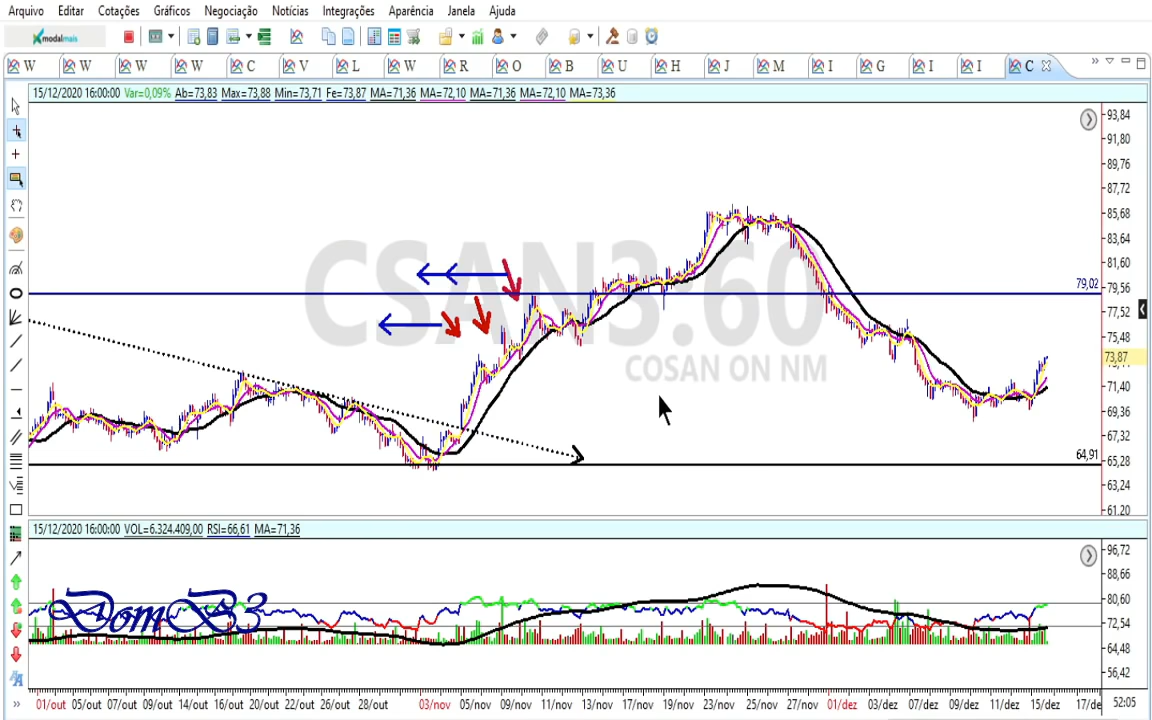 Arquivo Editar Cotações Gráficos Negociação Notícias Integrações Aparência Janela Ajuda
modalmais
W W W W C V L W R O B U H J M I G I I C
15/12/2020 16:00:00 Var=0,09% Ab=73,83 Max=73,88 Min=73,71 Fe=73,87 MA=71,36 MA=72,10 MA=71,36 MA=72,10 MA=73,36
93,84
91,80
89,76
87,72
85,68
83,64
81,60
79,56
77,52
75,48
73,87
71,40
69,36
67,32
65,28
63,24
61,20
79,02
64,91
CSAN3.60
COSAN ON NM
15/12/2020 16:00:00 VOL=6.324.409,00 RSI=66,61 MA=71,36
96,72
88,66
80,60
72,54
64,48
56,42
DomB3
01/out 05/out 07/out 09/out 14/out 16/out 20/out 22/out 26/out 28/out 03/nov 05/nov 09/nov 11/nov 13/nov 17/nov 19/nov 23/nov 25/nov 27/nov 01/dez 03/dez 07/dez 09/dez 11/dez 15/dez 17/de 52:05